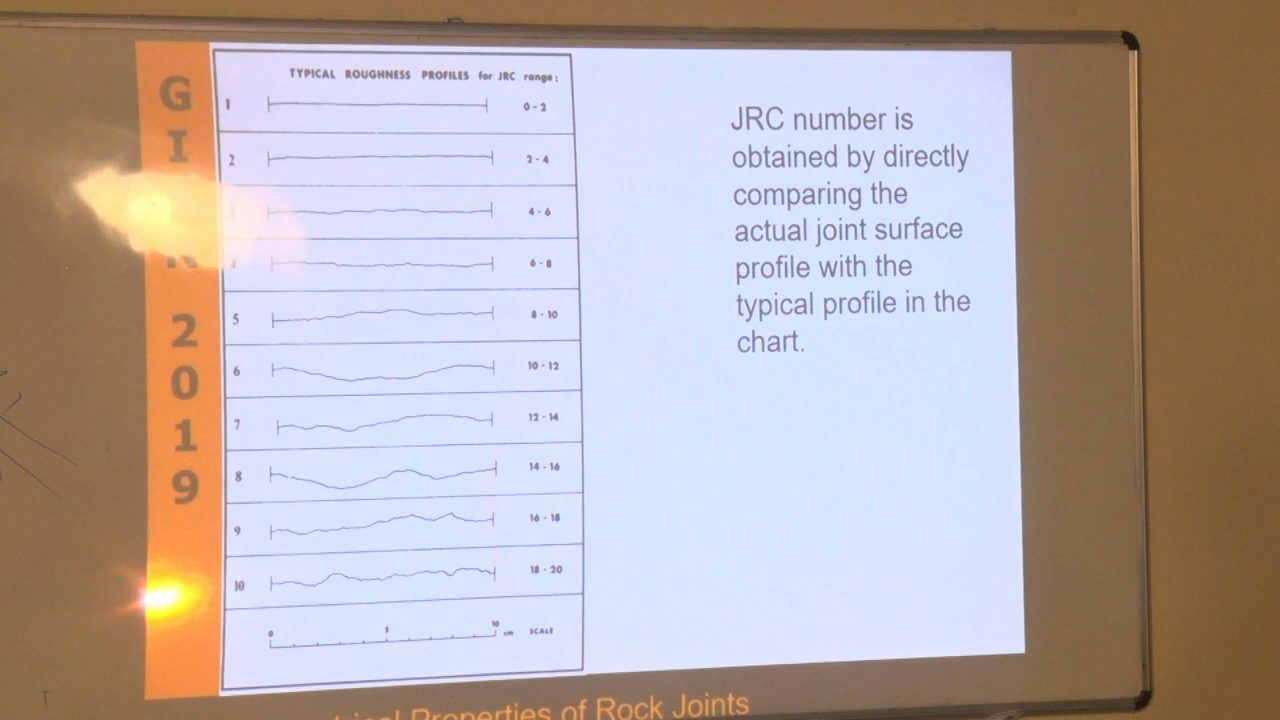 G
I
2
0
1
9
TYPICAL ROUGHNESS PROFILES for JRC range:
1 0 - 2
2 2 - 4
4 - 6
4 6 - 8
5 8 - 10
6 10 - 12
7 12 - 14
8 14 - 16
9 16 - 18
10 18 - 20
0 5 10 cm SCALE
JRC number is
obtained by directly
comparing the
actual joint surface
profile with the
typical profile in the
chart.
Properties of Rock Joints